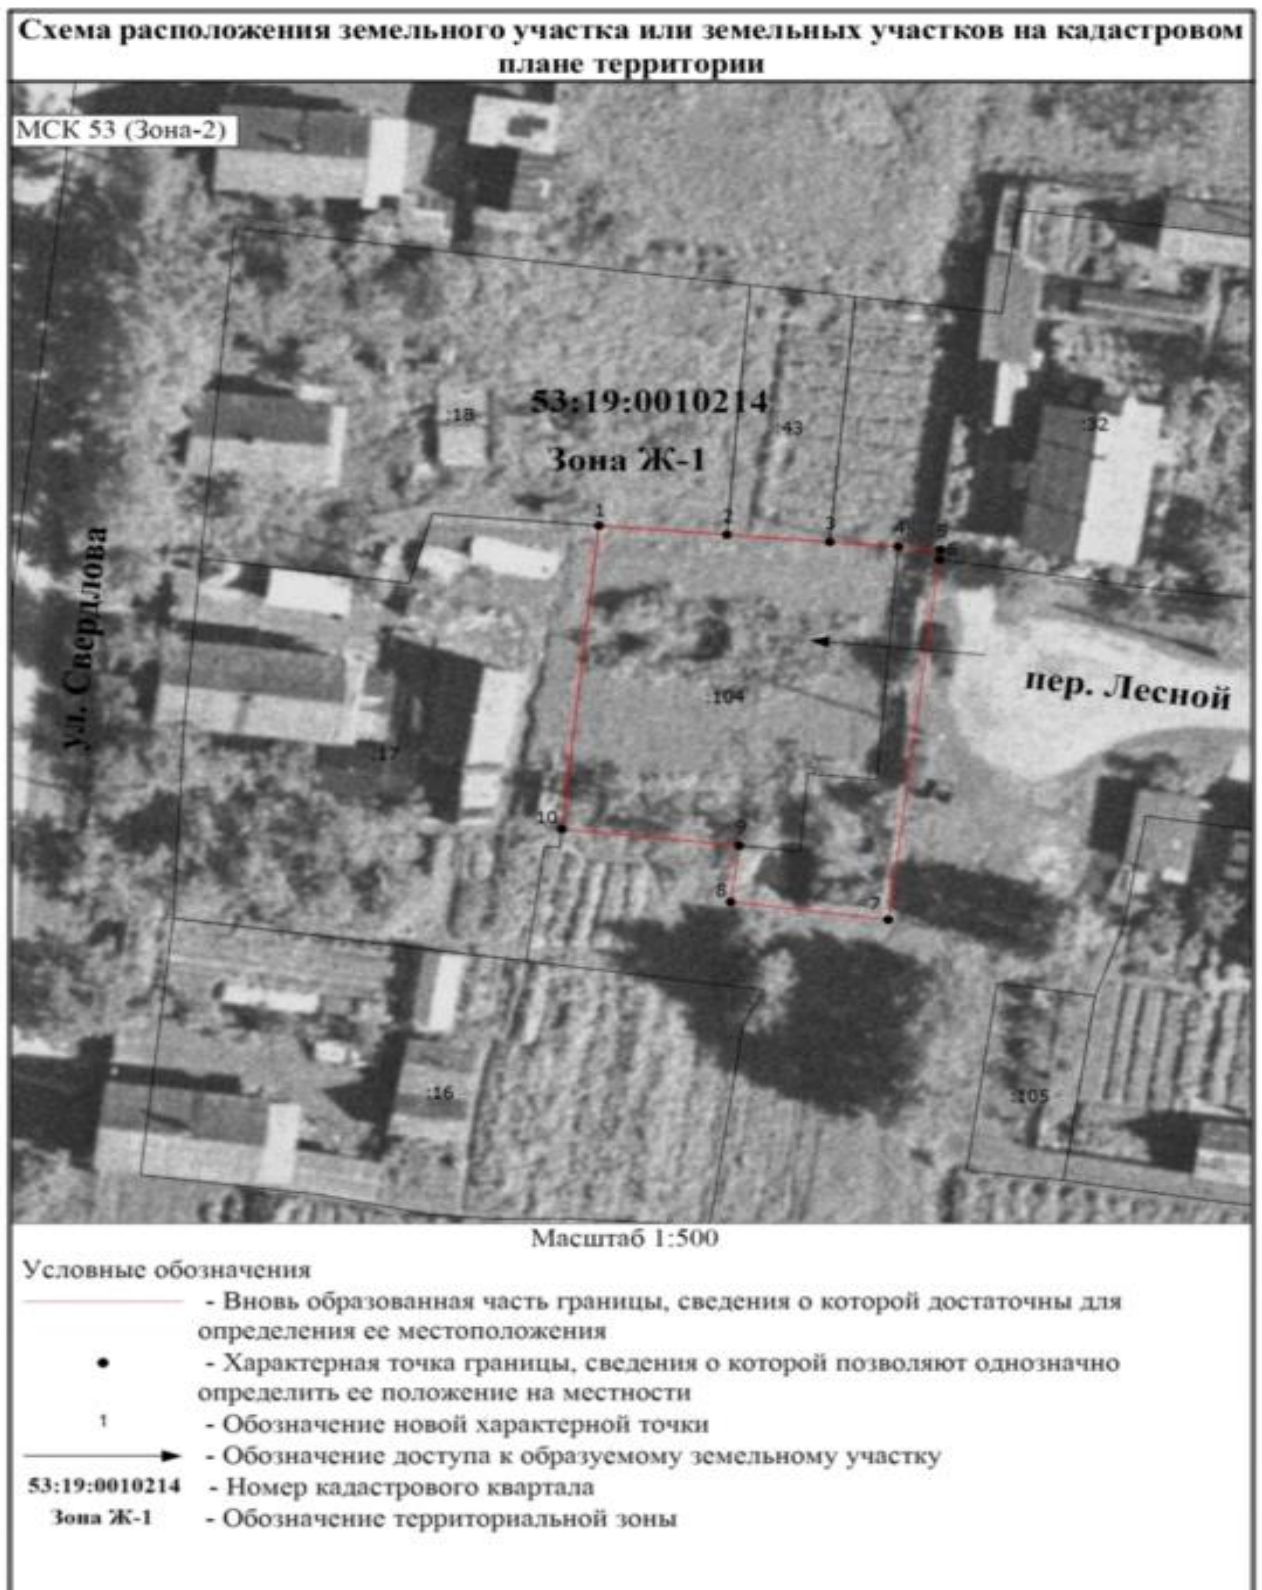 Схема расположения земельного участка или земельных участков на кадастровом
плане территории
МСК 53 (Зона-2)
53:19:0010214
:18
:43
:32
Зона Ж-1
1
2
3
4
5
6
ул. Свердлова
пер. Лесной
:104
:17
10
9
8
7
:16
:105
Масштаб 1:500
Условные обозначения
- Вновь образованная часть границы, сведения о которой достаточны для
определения ее местоположения
- Характерная точка границы, сведения о которой позволяют однозначно
определить ее положение на местности
1 - Обозначение новой характерной точки
- Обозначение доступа к образуемому земельному участку
53:19:0010214 - Номер кадастрового квартала
Зона Ж-1 - Обозначение территориальной зоны